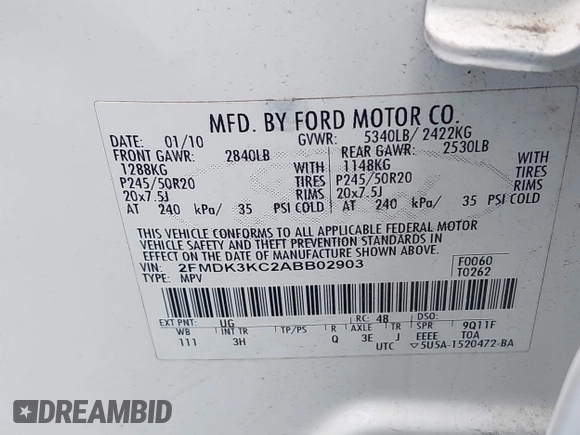 MFD. BY FORD MOTOR CO.
DATE: 01/10 GVWR: 5340LB/ 2422KG
FRONT GAWR: 2840LB REAR GAWR: 2530LB
1288KG WITH 1148KG WITH
P245/50R20 TIRES P245/50R20 TIRES
20x7.5J RIMS 20x7.5J RIMS
AT 240 kPa/ 35 PSI COLD AT 240 kPa/ 35 PSI COLD
THIS VEHICLE CONFORMS TO ALL APPLICABLE FEDERAL MOTOR
VEHICLE SAFETY AND THEFT PREVENTION STANDARDS IN
EFFECT ON THE DATE OF MANUFACTURE SHOWN ABOVE.
VIN: 2FMDK3KC2ABB02903 F0060
TYPE: MPV T0262
EXT PNT: UG RC: 48 DSO:
WB INT TR TP/PS R AXLE TR SPR 9Q11F
111 3H Q 3E J EEEE TOA
UTC ▽5U5A-1520472-BA
DREAMBID